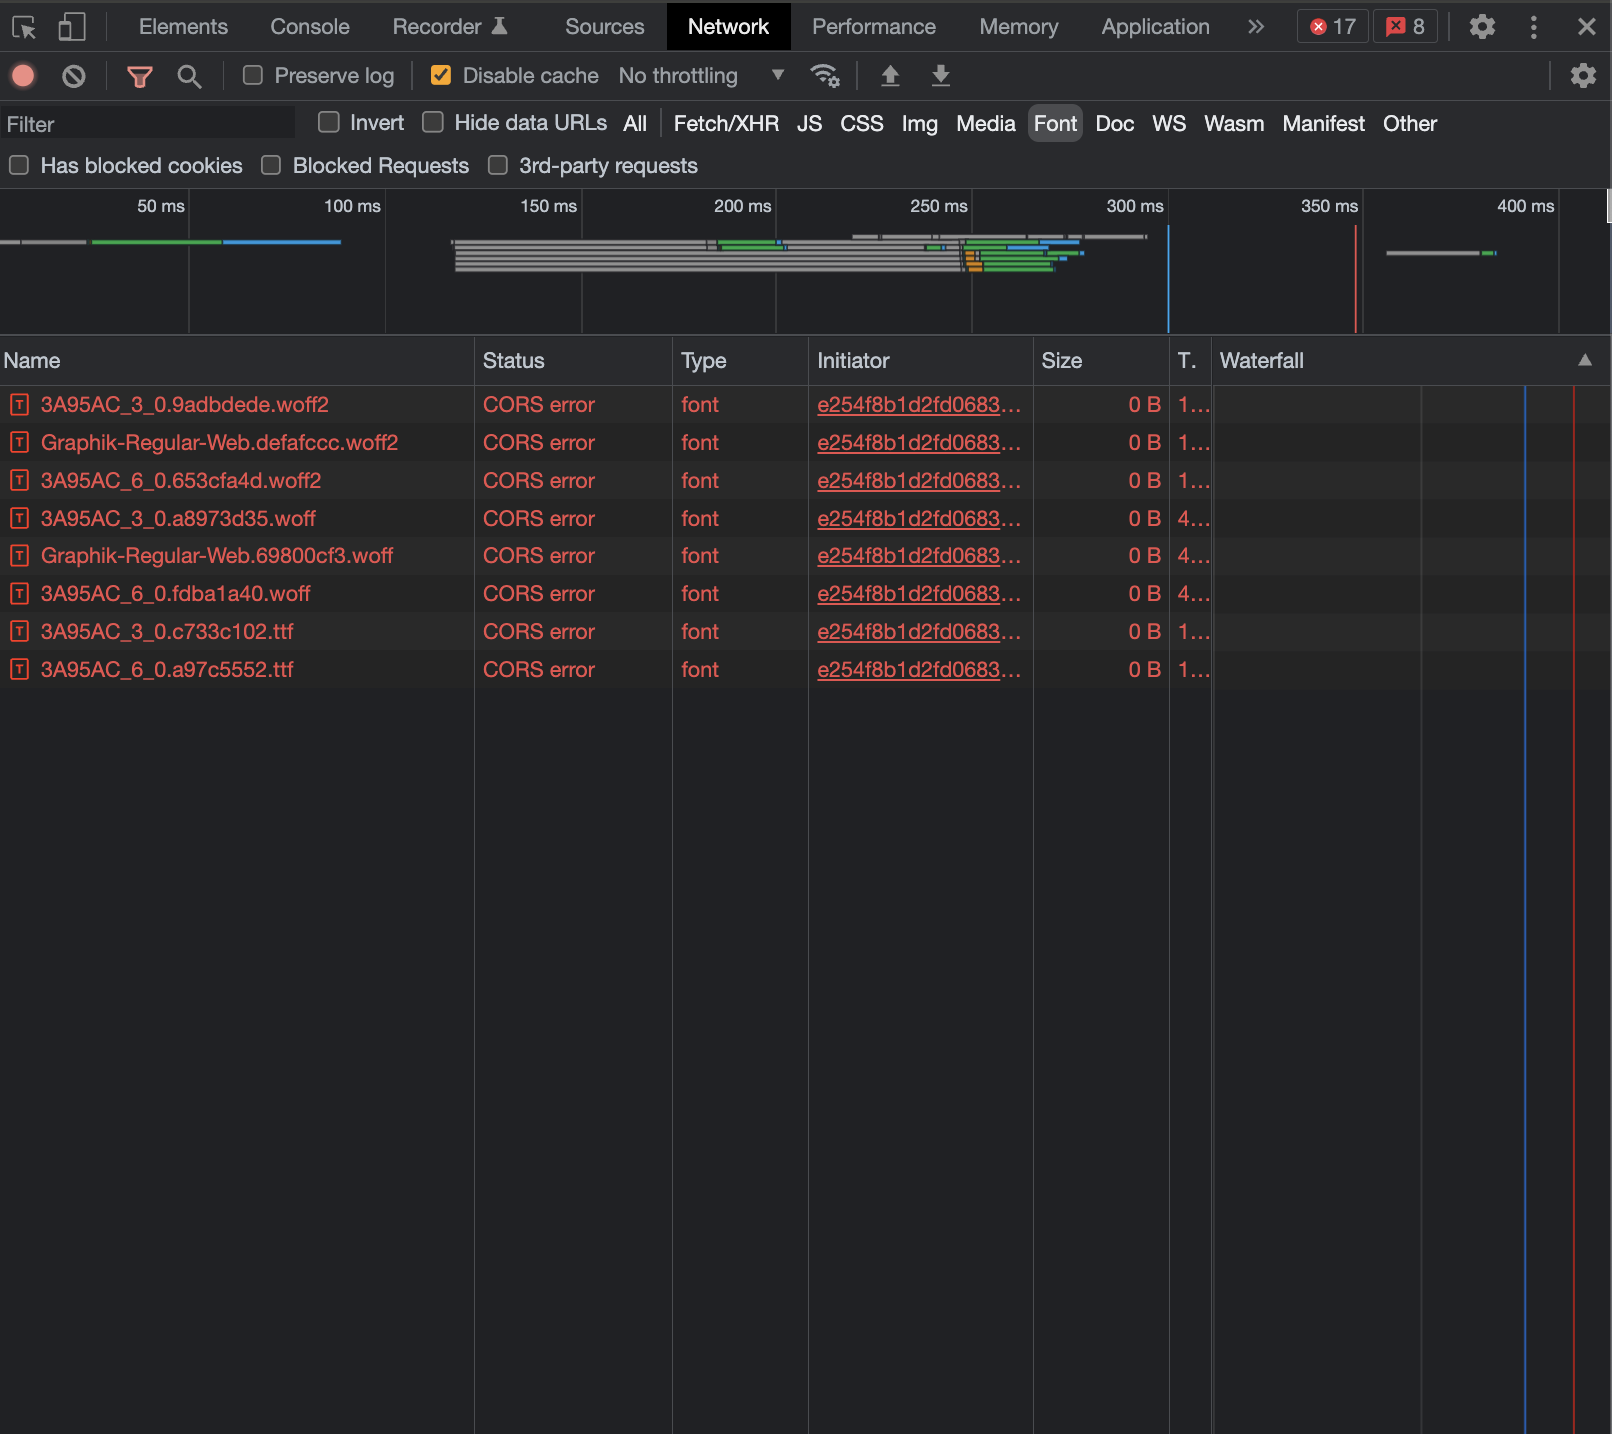 Elements Console Recorder Sources Network Performance Memory Application » 17 8
Preserve log Disable cache No throttling
Filter Invert Hide data URLs All Fetch/XHR JS CSS Img Media Font Doc WS Wasm Manifest Other
Has blocked cookies Blocked Requests 3rd-party requests
50 ms 100 ms 150 ms 200 ms 250 ms 300 ms 350 ms 400 ms
Name Status Type Initiator Size T. Waterfall
3A95AC_3_0.9adbdede.woff2 CORS error font e254f8b1d2fd0683… 0 B 1…
Graphik-Regular-Web.defafccc.woff2 CORS error font e254f8b1d2fd0683… 0 B 1…
3A95AC_6_0.653cfa4d.woff2 CORS error font e254f8b1d2fd0683… 0 B 1…
3A95AC_3_0.a8973d35.woff CORS error font e254f8b1d2fd0683… 0 B 4…
Graphik-Regular-Web.69800cf3.woff CORS error font e254f8b1d2fd0683… 0 B 4…
3A95AC_6_0.fdba1a40.woff CORS error font e254f8b1d2fd0683… 0 B 4…
3A95AC_3_0.c733c102.ttf CORS error font e254f8b1d2fd0683… 0 B 1…
3A95AC_6_0.a97c5552.ttf CORS error font e254f8b1d2fd0683… 0 B 1…